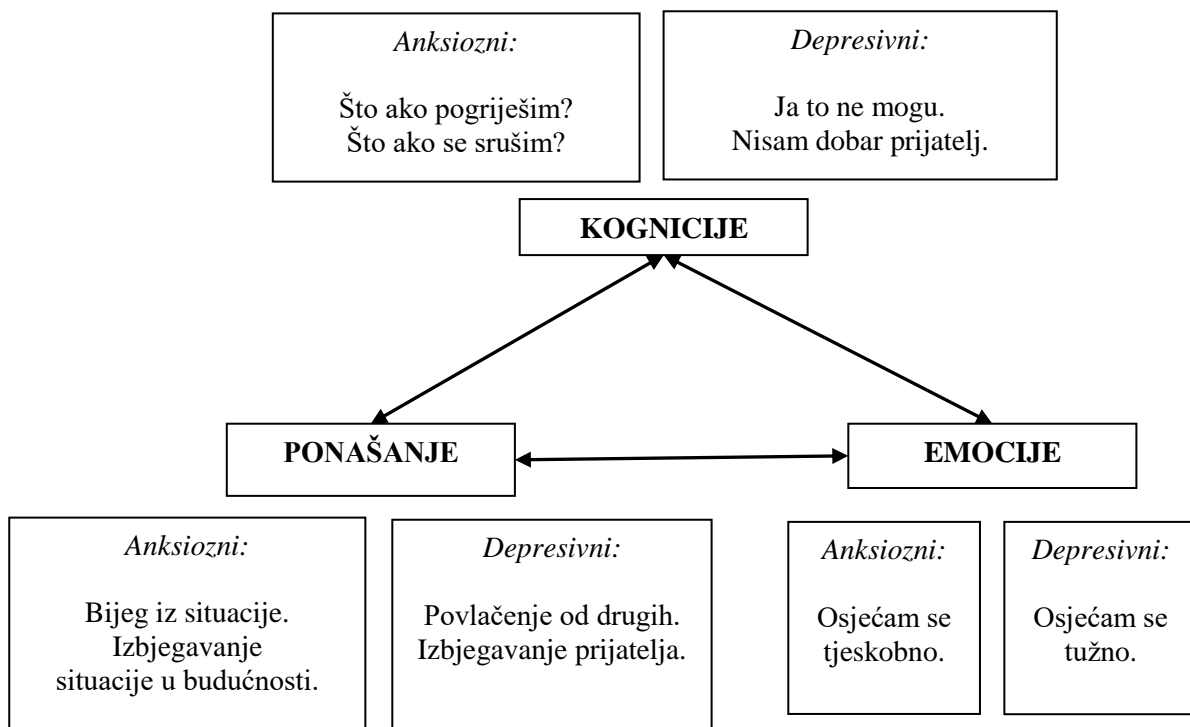 Anksiozni:
Što ako pogriješim?
Što ako se srušim?
Depresivni:
Ja to ne mogu.
Nisam dobar prijatelj.
KOGNICIJE
PONAŠANJE
EMOCIJE
Anksiozni:
Bijeg iz situacije.
Izbjegavanje
situacije u budućnosti.
Depresivni:
Povlačenje od drugih.
Izbjegavanje prijatelja.
Anksiozni:
Osjećam se
tjeskobno.
Depresivni:
Osjećam se
tužno.